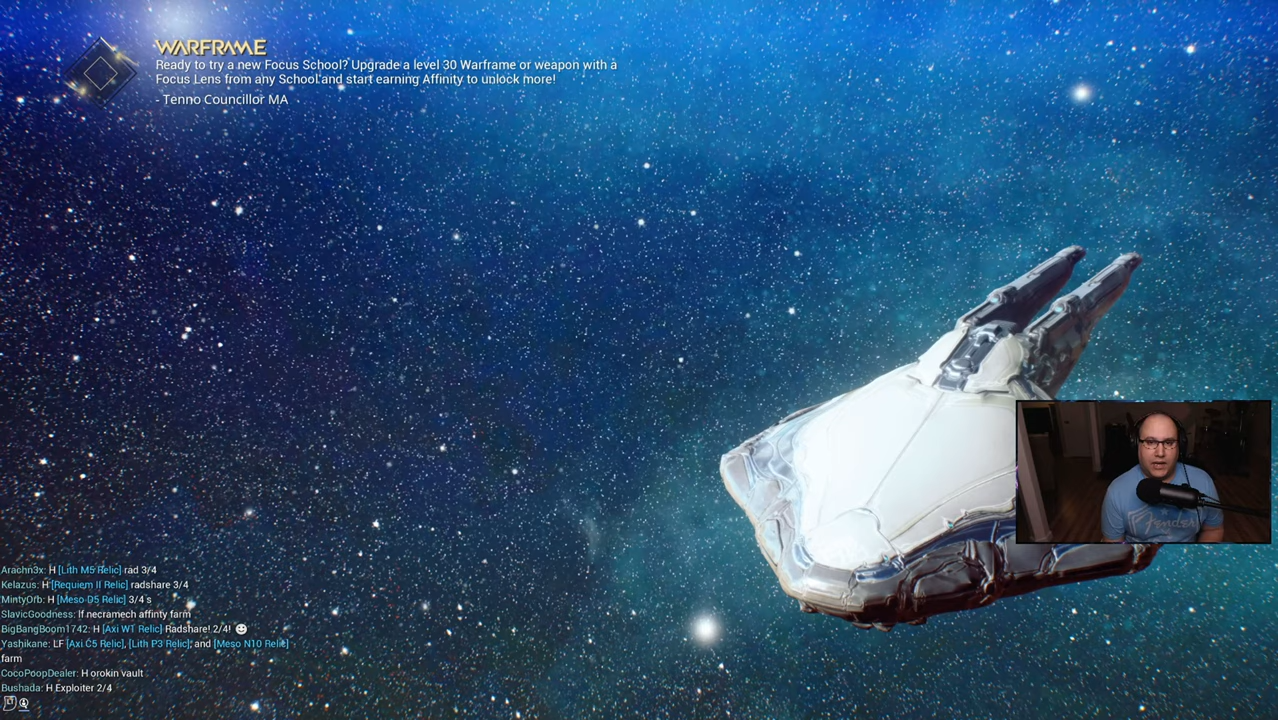 WARFRAME
Ready to try a new Focus School? Upgrade a level 30 Warframe or weapon with a
Focus Lens from any School and start earning Affinity to unlock more!
- Tenno Councillor MA
Arachn3x: H [Lith M5 Relic] rad 3/4
Kelazus: H [Requiem II Relic] radshare 3/4
MintyOrb: H [Meso D5 Relic] 3/4 s
SlavicGoodness: lf necramech affinty farm
BigBangBoom1742: H [Axi W1 Relic] Radshare! 2/4!
Yashikane: LF [Axi C5 Relic], [Lith P3 Relic], and [Meso N10 Relic]
farm
CocoPoopDealer: H orokin vault
Bushada: H Exploiter 2/4
LT
Fender